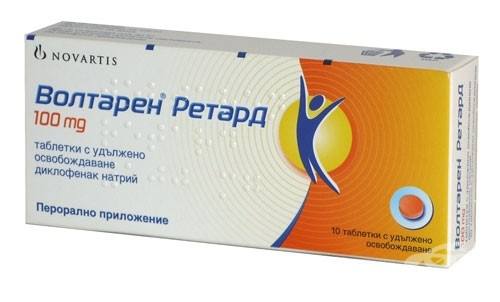 NOVARTIS
Волтарен® Ретард
100 mg
таблетки с удължено
освобождаване
диклофенак натрий
Перорално приложение
10 таблетки с удължено
освобождаване